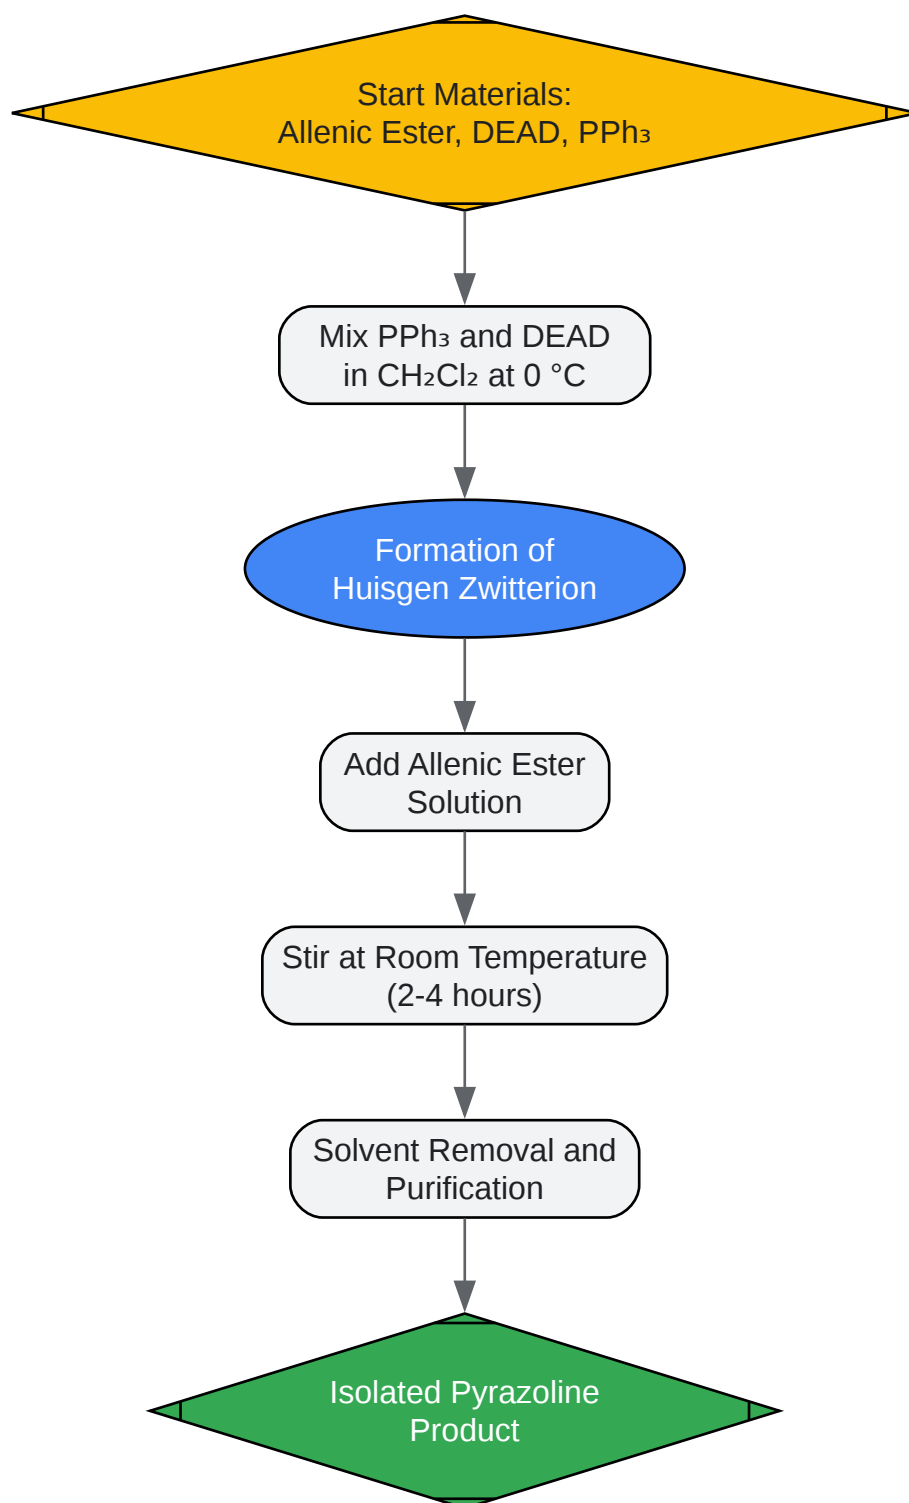 Start Materials:
Allenic Ester, DEAD, PPh₃
Mix PPh₃ and DEAD
in CH₂Cl₂ at 0 °C
Formation of
Huisgen Zwitterion
Add Allenic Ester
Solution
Stir at Room Temperature
(2-4 hours)
Solvent Removal and
Purification
Isolated Pyrazoline
Product